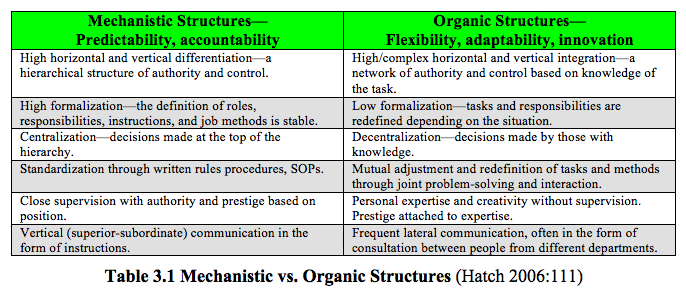 Mechanistic Structures—
Predictability, accountability
Organic Structures—
Flexibility, adaptability, innovation
High horizontal and vertical differentiation—a
hierarchical structure of authority and control.
High/complex horizontal and vertical integration—a
network of authority and control based on knowledge of
the task.
High formalization—the definition of roles,
responsibilities, instructions, and job methods is stable.
Low formalization—tasks and responsibilities are
redefined depending on the situation.
Centralization—decisions made at the top of the
hierarchy.
Decentralization—decisions made by those with
knowledge.
Standardization through written rules procedures, SOPs.
Mutual adjustment and redefinition of tasks and methods
through joint problem-solving and interaction.
Close supervision with authority and prestige based on
position.
Personal expertise and creativity without supervision.
Prestige attached to expertise.
Vertical (superior-subordinate) communication in the
form of instructions.
Frequent lateral communication, often in the form of
consultation between people from different departments.
Table 3.1 Mechanistic vs. Organic Structures (Hatch 2006:111)